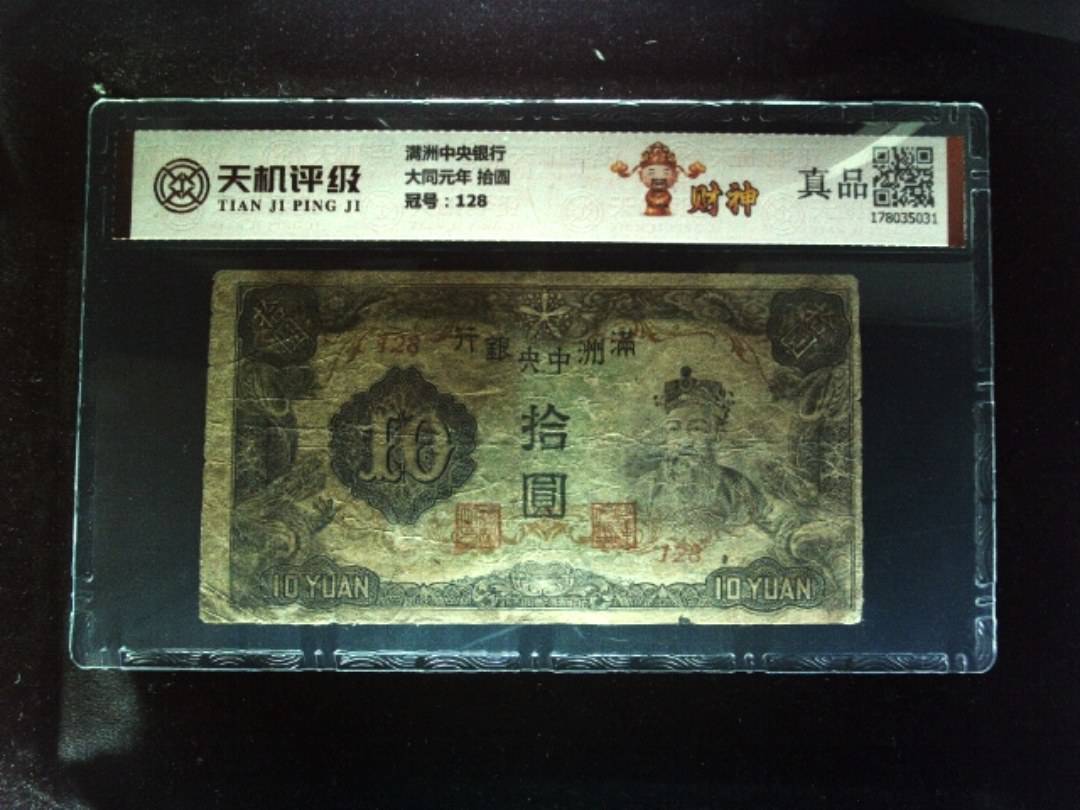 天机评级
TIAN JI PING JI
满洲中央银行
大同元年 拾圆
冠号：128
财神
真品
178035031
128
行銀央中洲滿
10
拾
圓
128
10 YUAN
10 YUAN